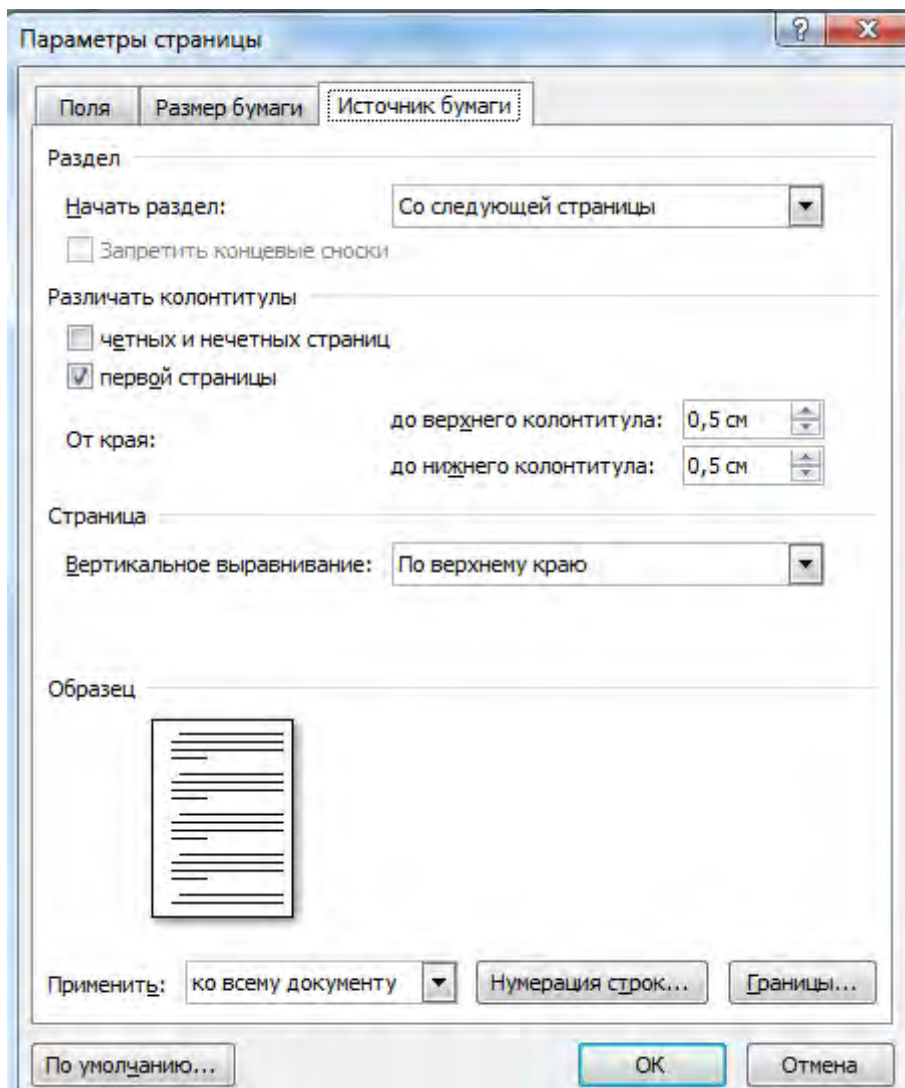 Параметры страницы
Поля Размер бумаги Источник бумаги
Раздел
Начать раздел: Со следующей страницы
Запретить концевые сноски
Различать колонтитулы
четных и нечетных страниц
первой страницы
От края:
до верхнего колонтитула: 0,5 см
до нижнего колонтитула: 0,5 см
Страница
Вертикальное выравнивание: По верхнему краю
Образец
Применить: ко всему документу Нумерация строк... Границы...
По умолчанию... ОК Отмена